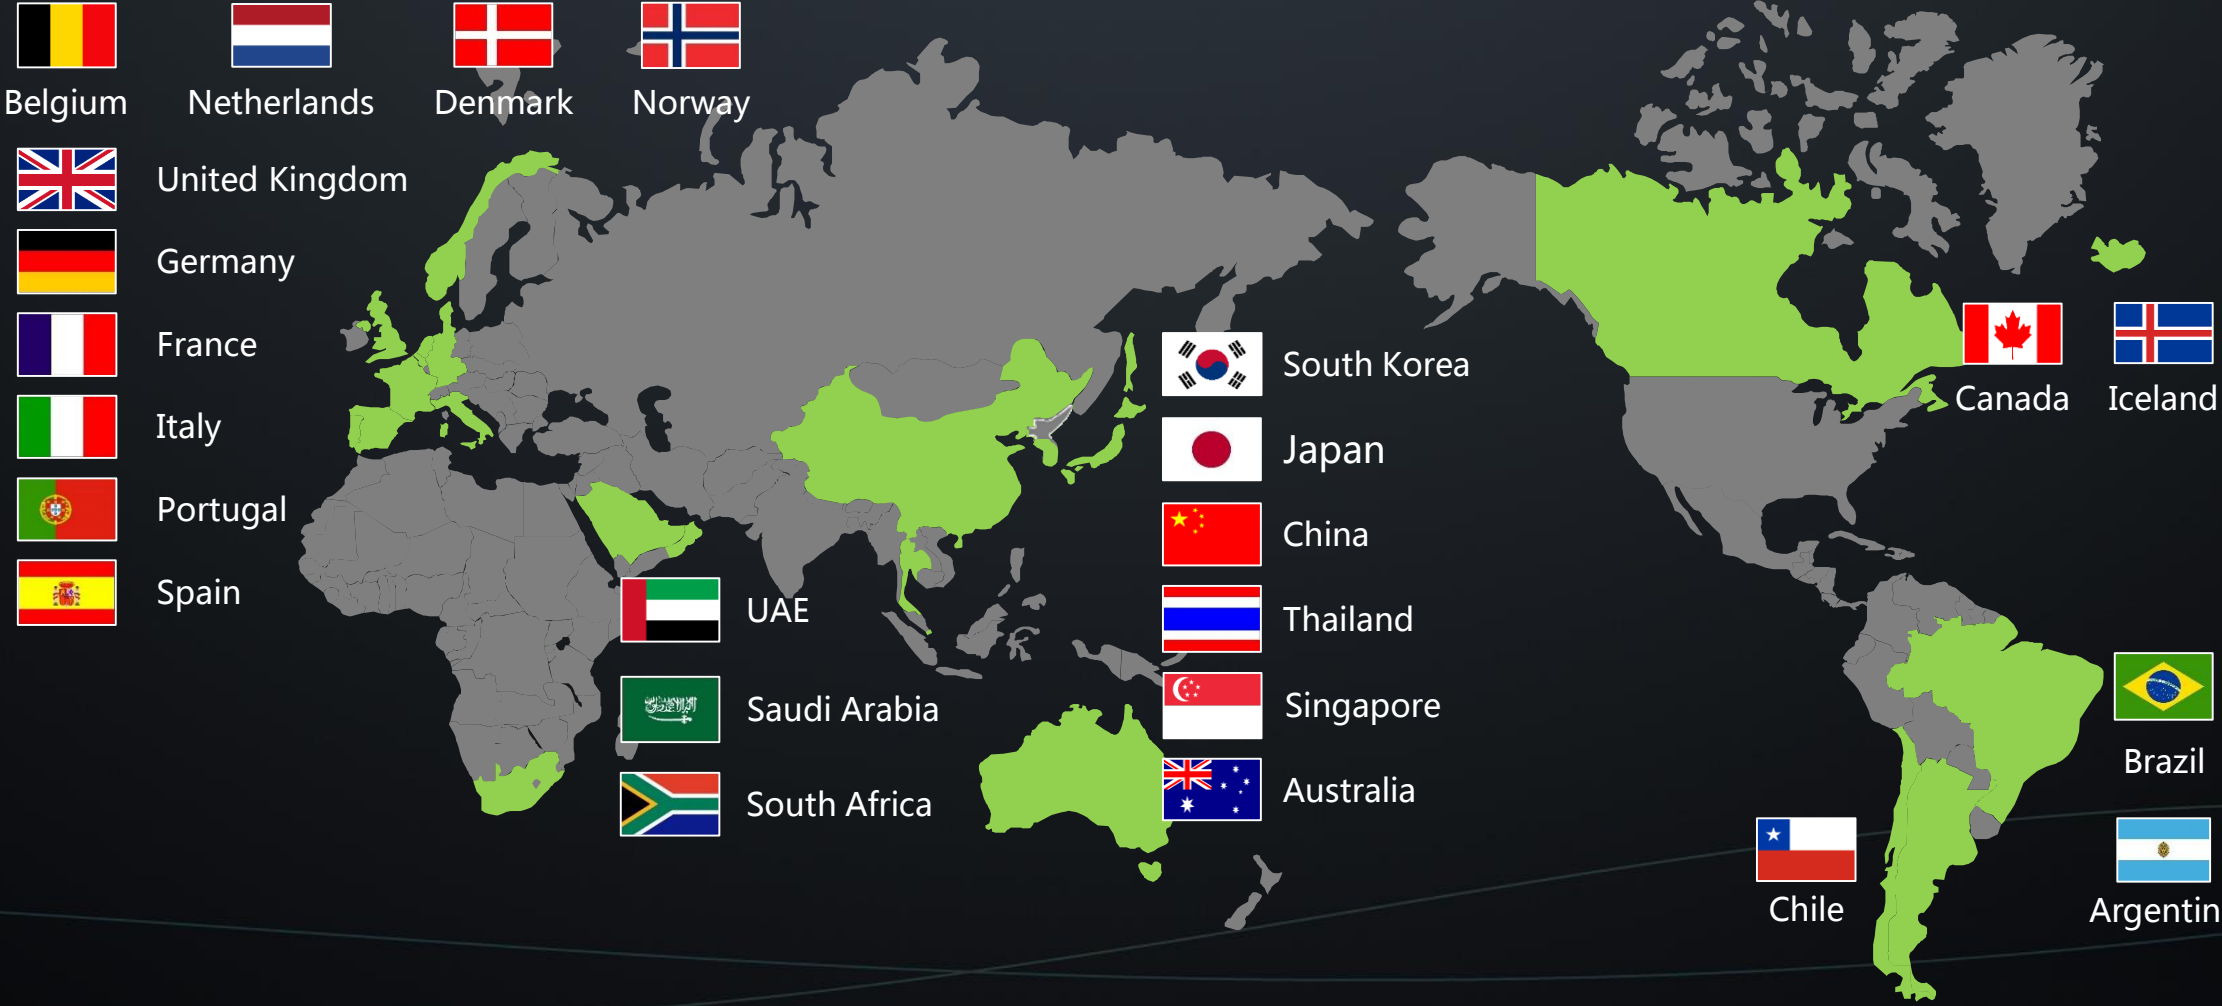 Belgium
Netherlands
Denmark
Norway
United Kingdom
Germany
France
Italy
Portugal
Spain
UAE
Saudi Arabia
South Africa
South Korea
Japan
China
Thailand
Singapore
Australia
Canada
Iceland
Brazil
Chile
Argentin